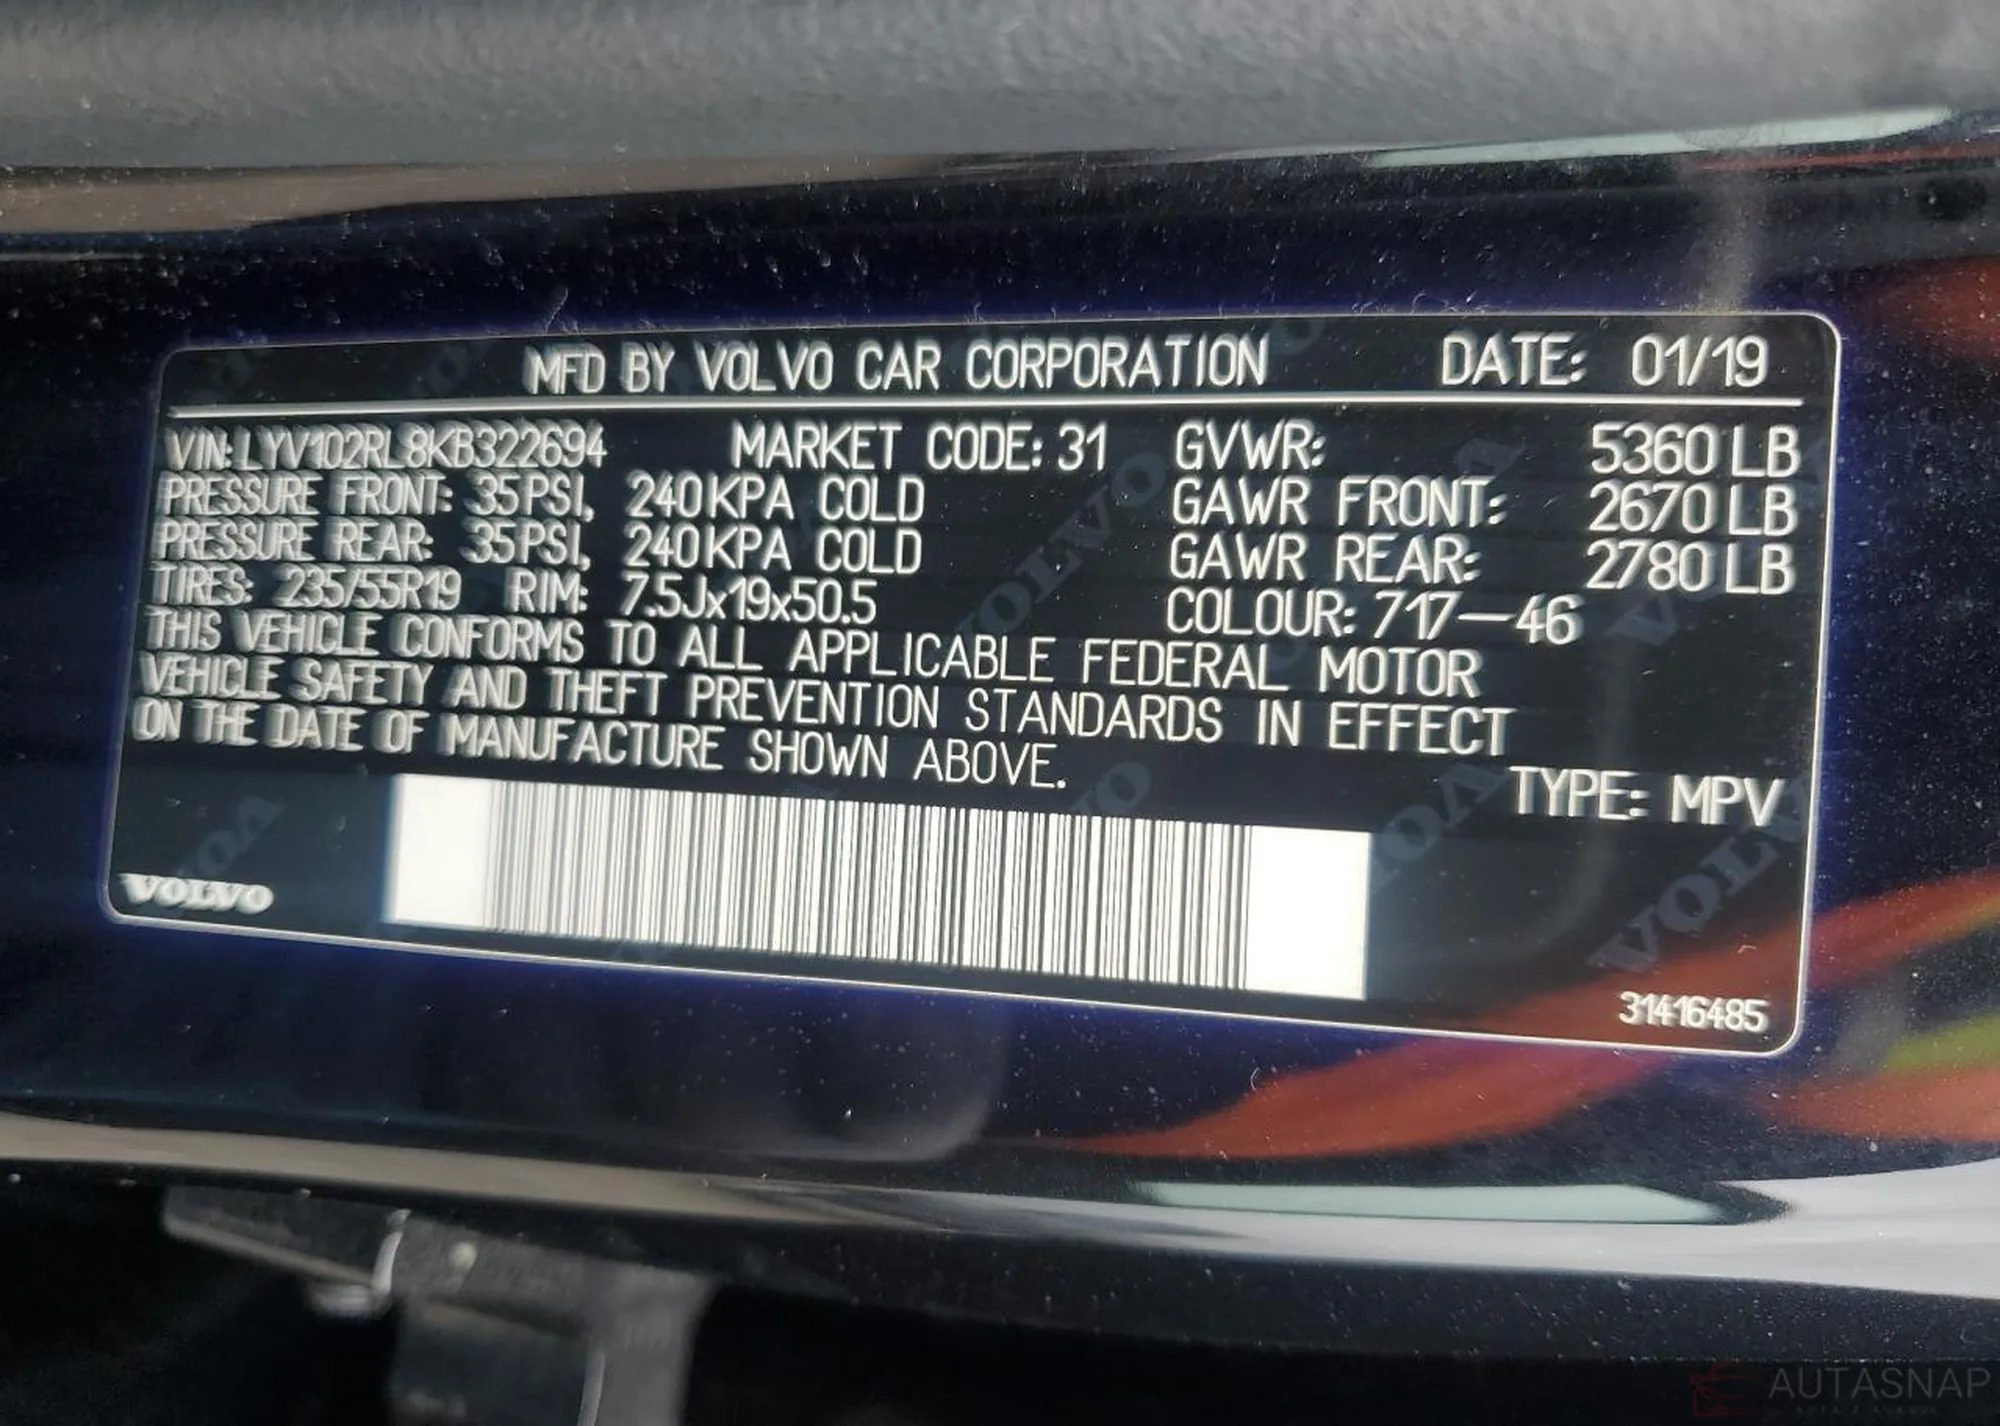 MFD BY VOLVO CAR CORPORATION DATE: 01/19
VIN: LYV102RL8KB322694 MARKET CODE: 31 GVWR: 5360 LB
PRESSURE FRONT: 35 PSI, 240 KPA COLD GAWR FRONT: 2670 LB
PRESSURE REAR: 35 PSI, 240 KPA COLD GAWR REAR: 2780 LB
TIRES: 235/55R19 RIM: 7.5Jx19x50.5 COLOUR: 717-46
THIS VEHICLE CONFORMS TO ALL APPLICABLE FEDERAL MOTOR
VEHICLE SAFETY AND THEFT PREVENTION STANDARDS IN EFFECT
ON THE DATE OF MANUFACTURE SHOWN ABOVE.
TYPE: MPV
VOLVO
31416485
AUTASNAP